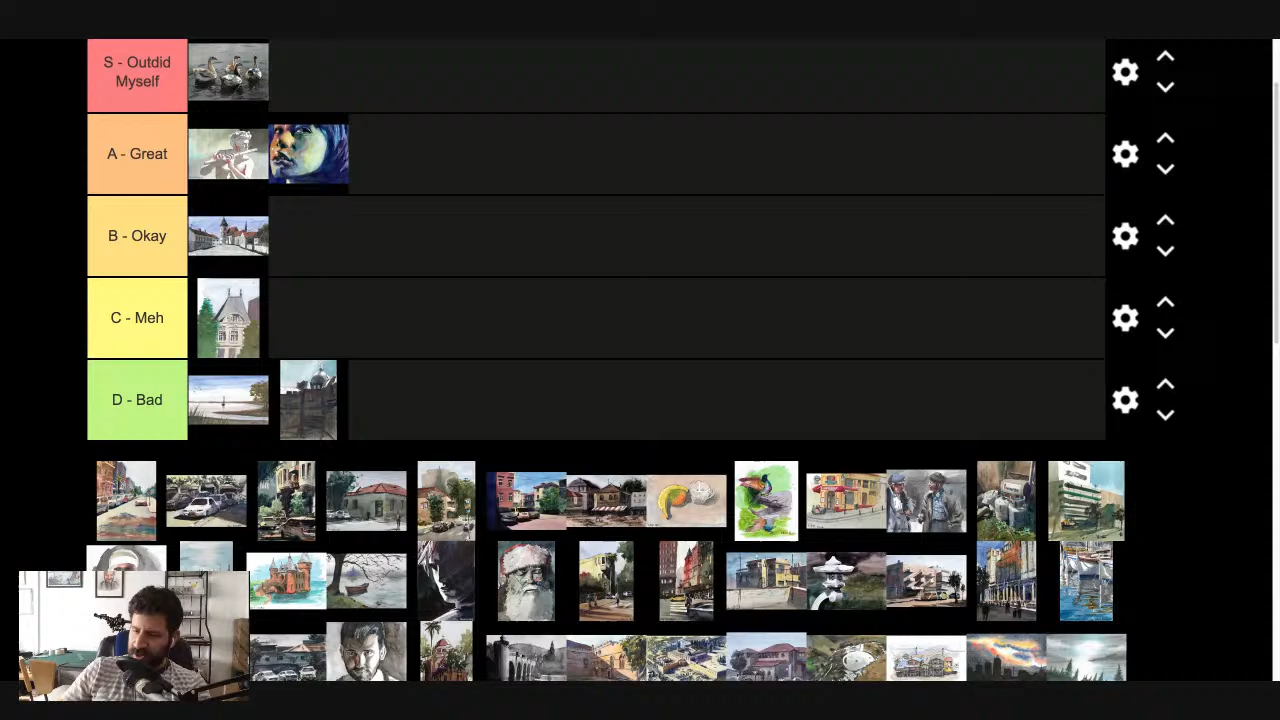 S - Outdid
Myself
A - Great
B - Okay
C - Meh
D - Bad